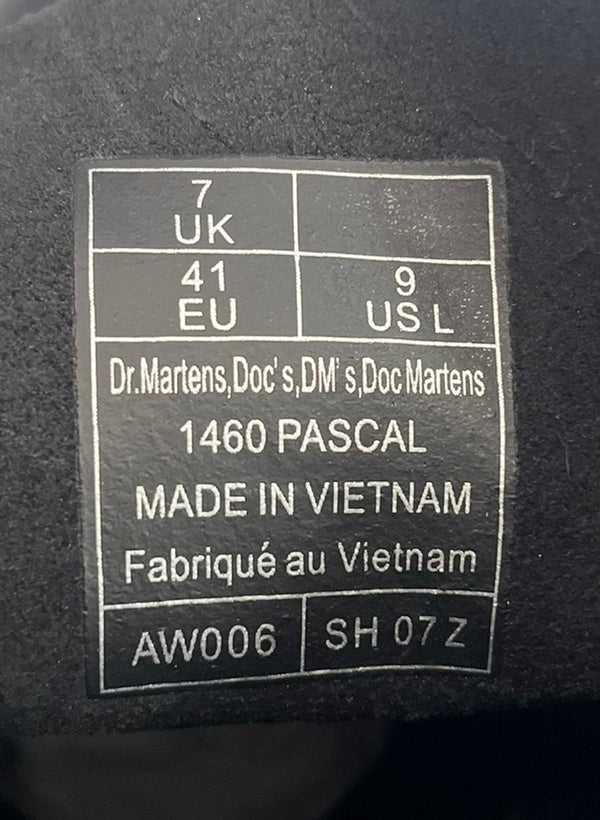 7
UK
41
EU
9
US L
Dr.Martens,Doc's,DM's,Doc Martens
1460 PASCAL
MADE IN VIETNAM
Fabriqué au Vietnam
AW006
SH 07 Z